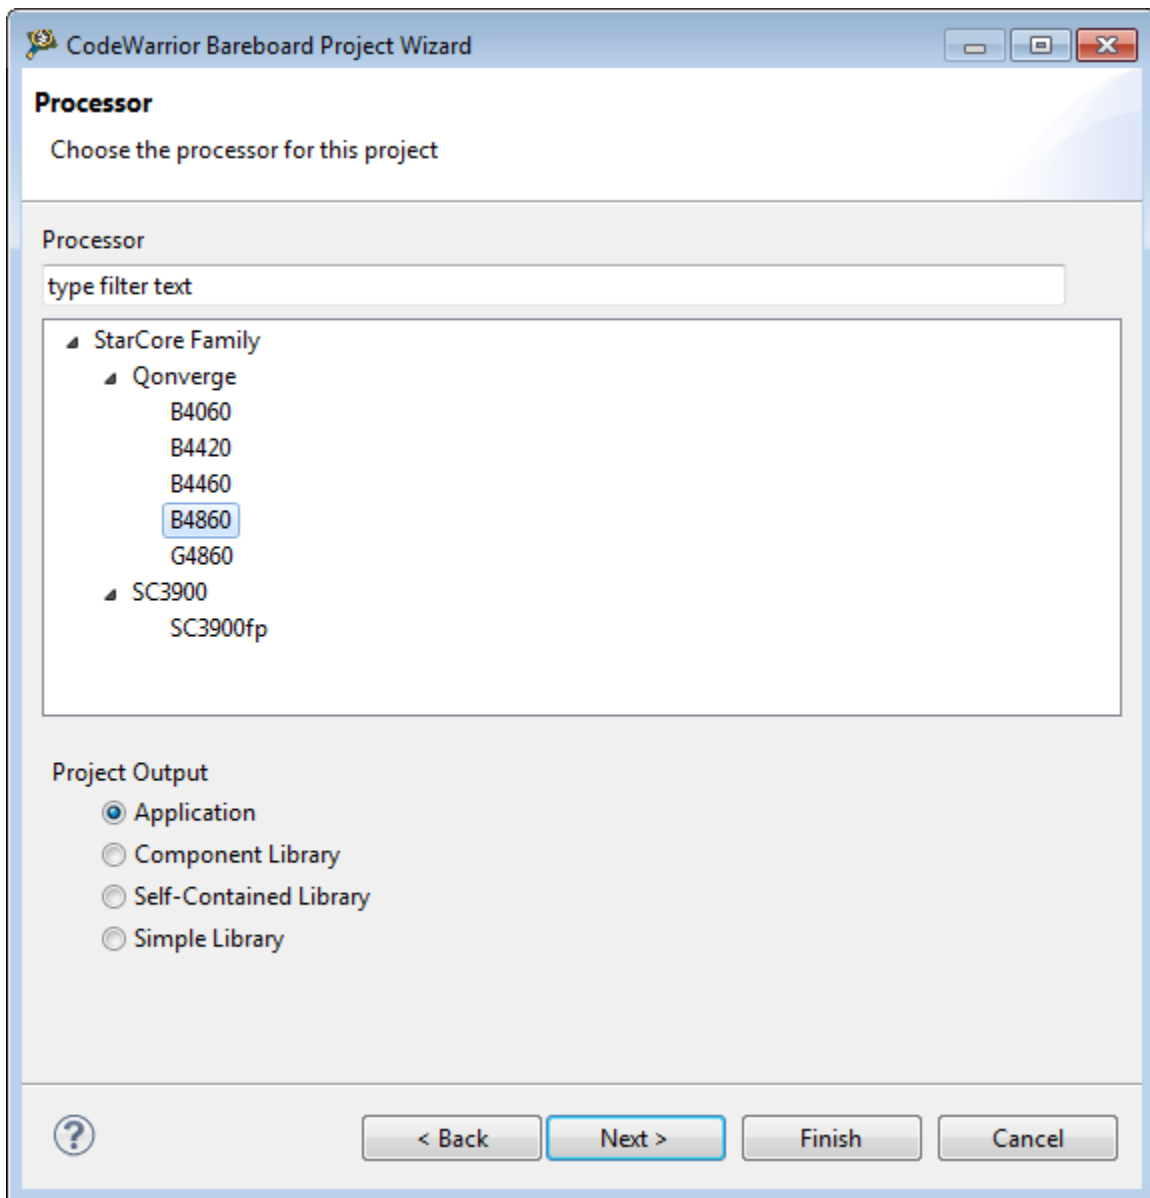 CodeWarrior Bareboard Project Wizard
Processor
Choose the processor for this project
Processor
type filter text
StarCore Family
Qonverge
B4060
B4420
B4460
B4860
G4860
SC3900
SC3900fp
Project Output
Application
Component Library
Self-Contained Library
Simple Library
? < Back Next > Finish Cancel